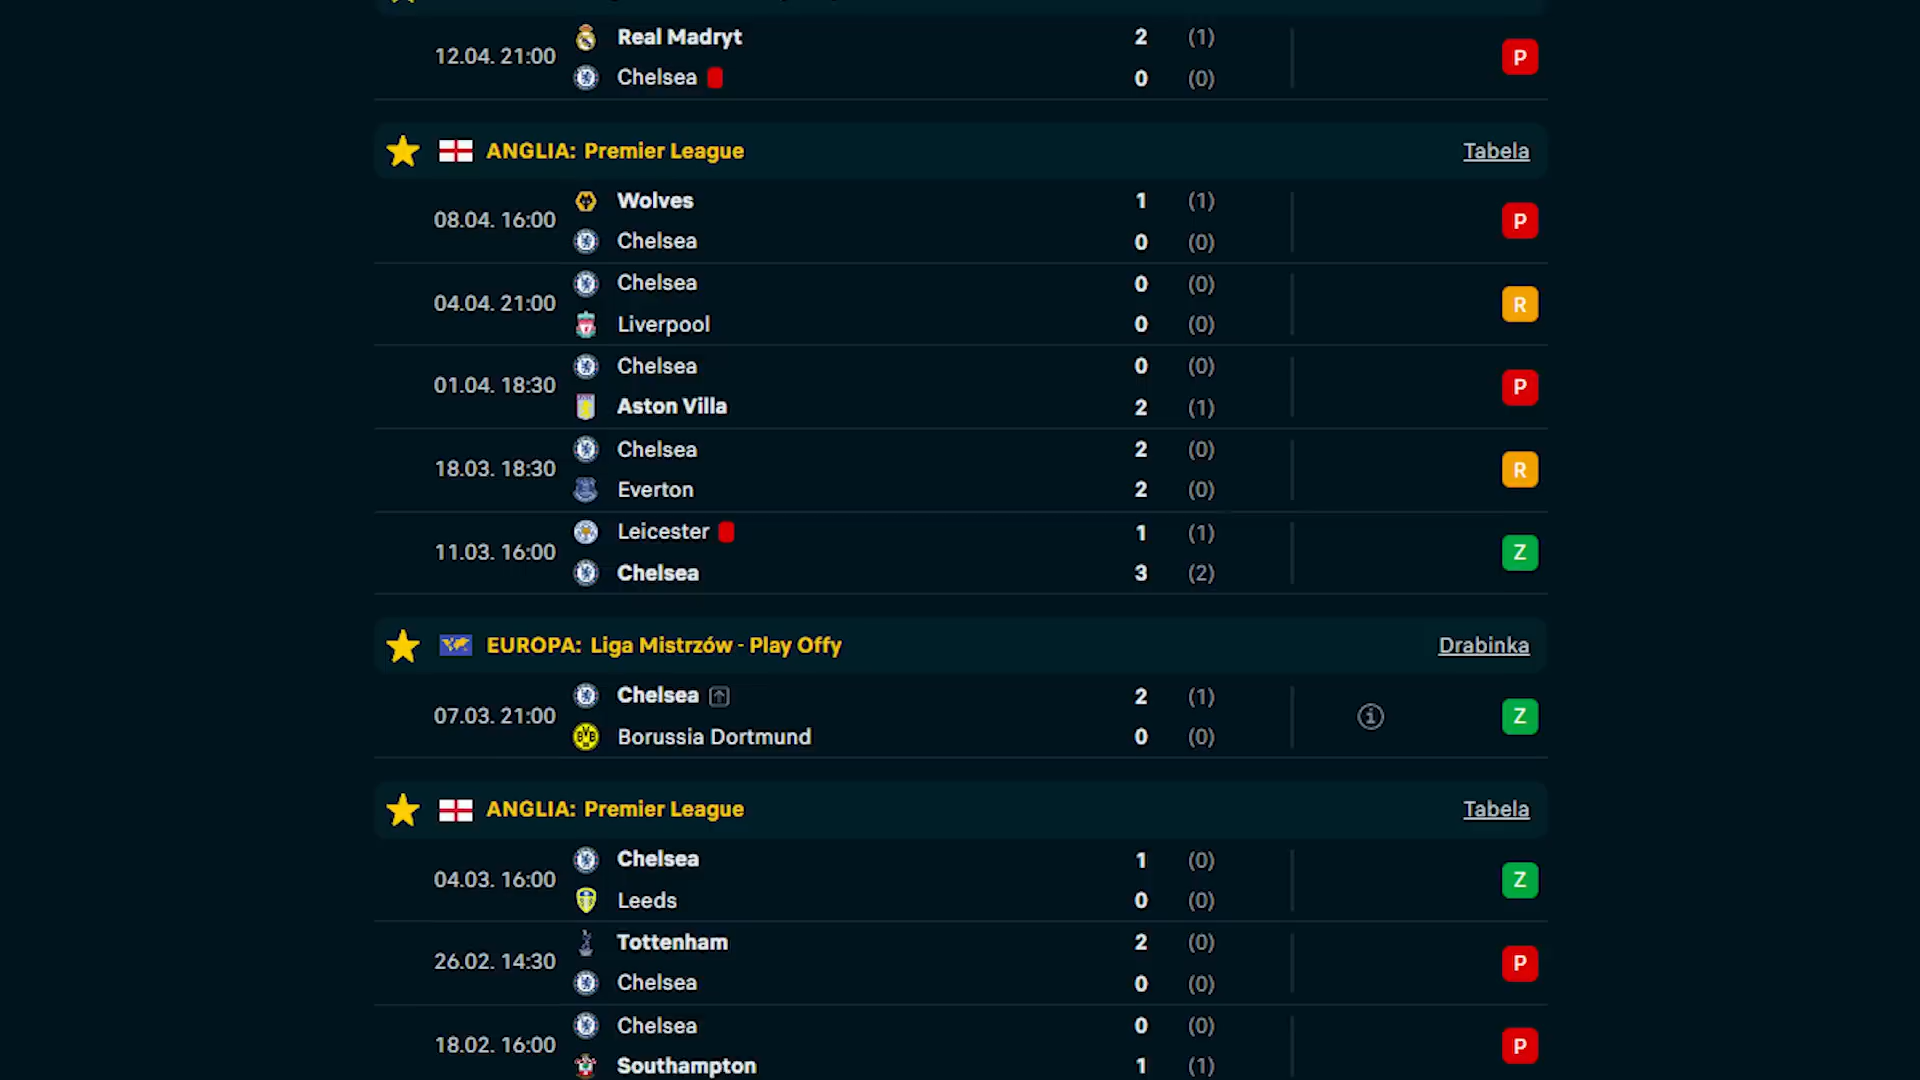 12.04. 21:00 Real Madryt 2 (1) P
Chelsea 0 (0)
ANGLIA: Premier League Tabela
08.04. 16:00 Wolves 1 (1) P
Chelsea 0 (0)
04.04. 21:00 Chelsea 0 (0) R
Liverpool 0 (0)
01.04. 18:30 Chelsea 0 (0) P
Aston Villa 2 (1)
18.03. 18:30 Chelsea 2 (0) R
Everton 2 (0)
11.03. 16:00 Leicester 1 (1) Z
Chelsea 3 (2)
EUROPA: Liga Mistrzów - Play Offy Drabinka
07.03. 21:00 Chelsea 2 (1) Z
Borussia Dortmund 0 (0)
ANGLIA: Premier League Tabela
04.03. 16:00 Chelsea 1 (0) Z
Leeds 0 (0)
26.02. 14:30 Tottenham 2 (0) P
Chelsea 0 (0)
18.02. 16:00 Chelsea 0 (0) P
Southampton 1 (1)